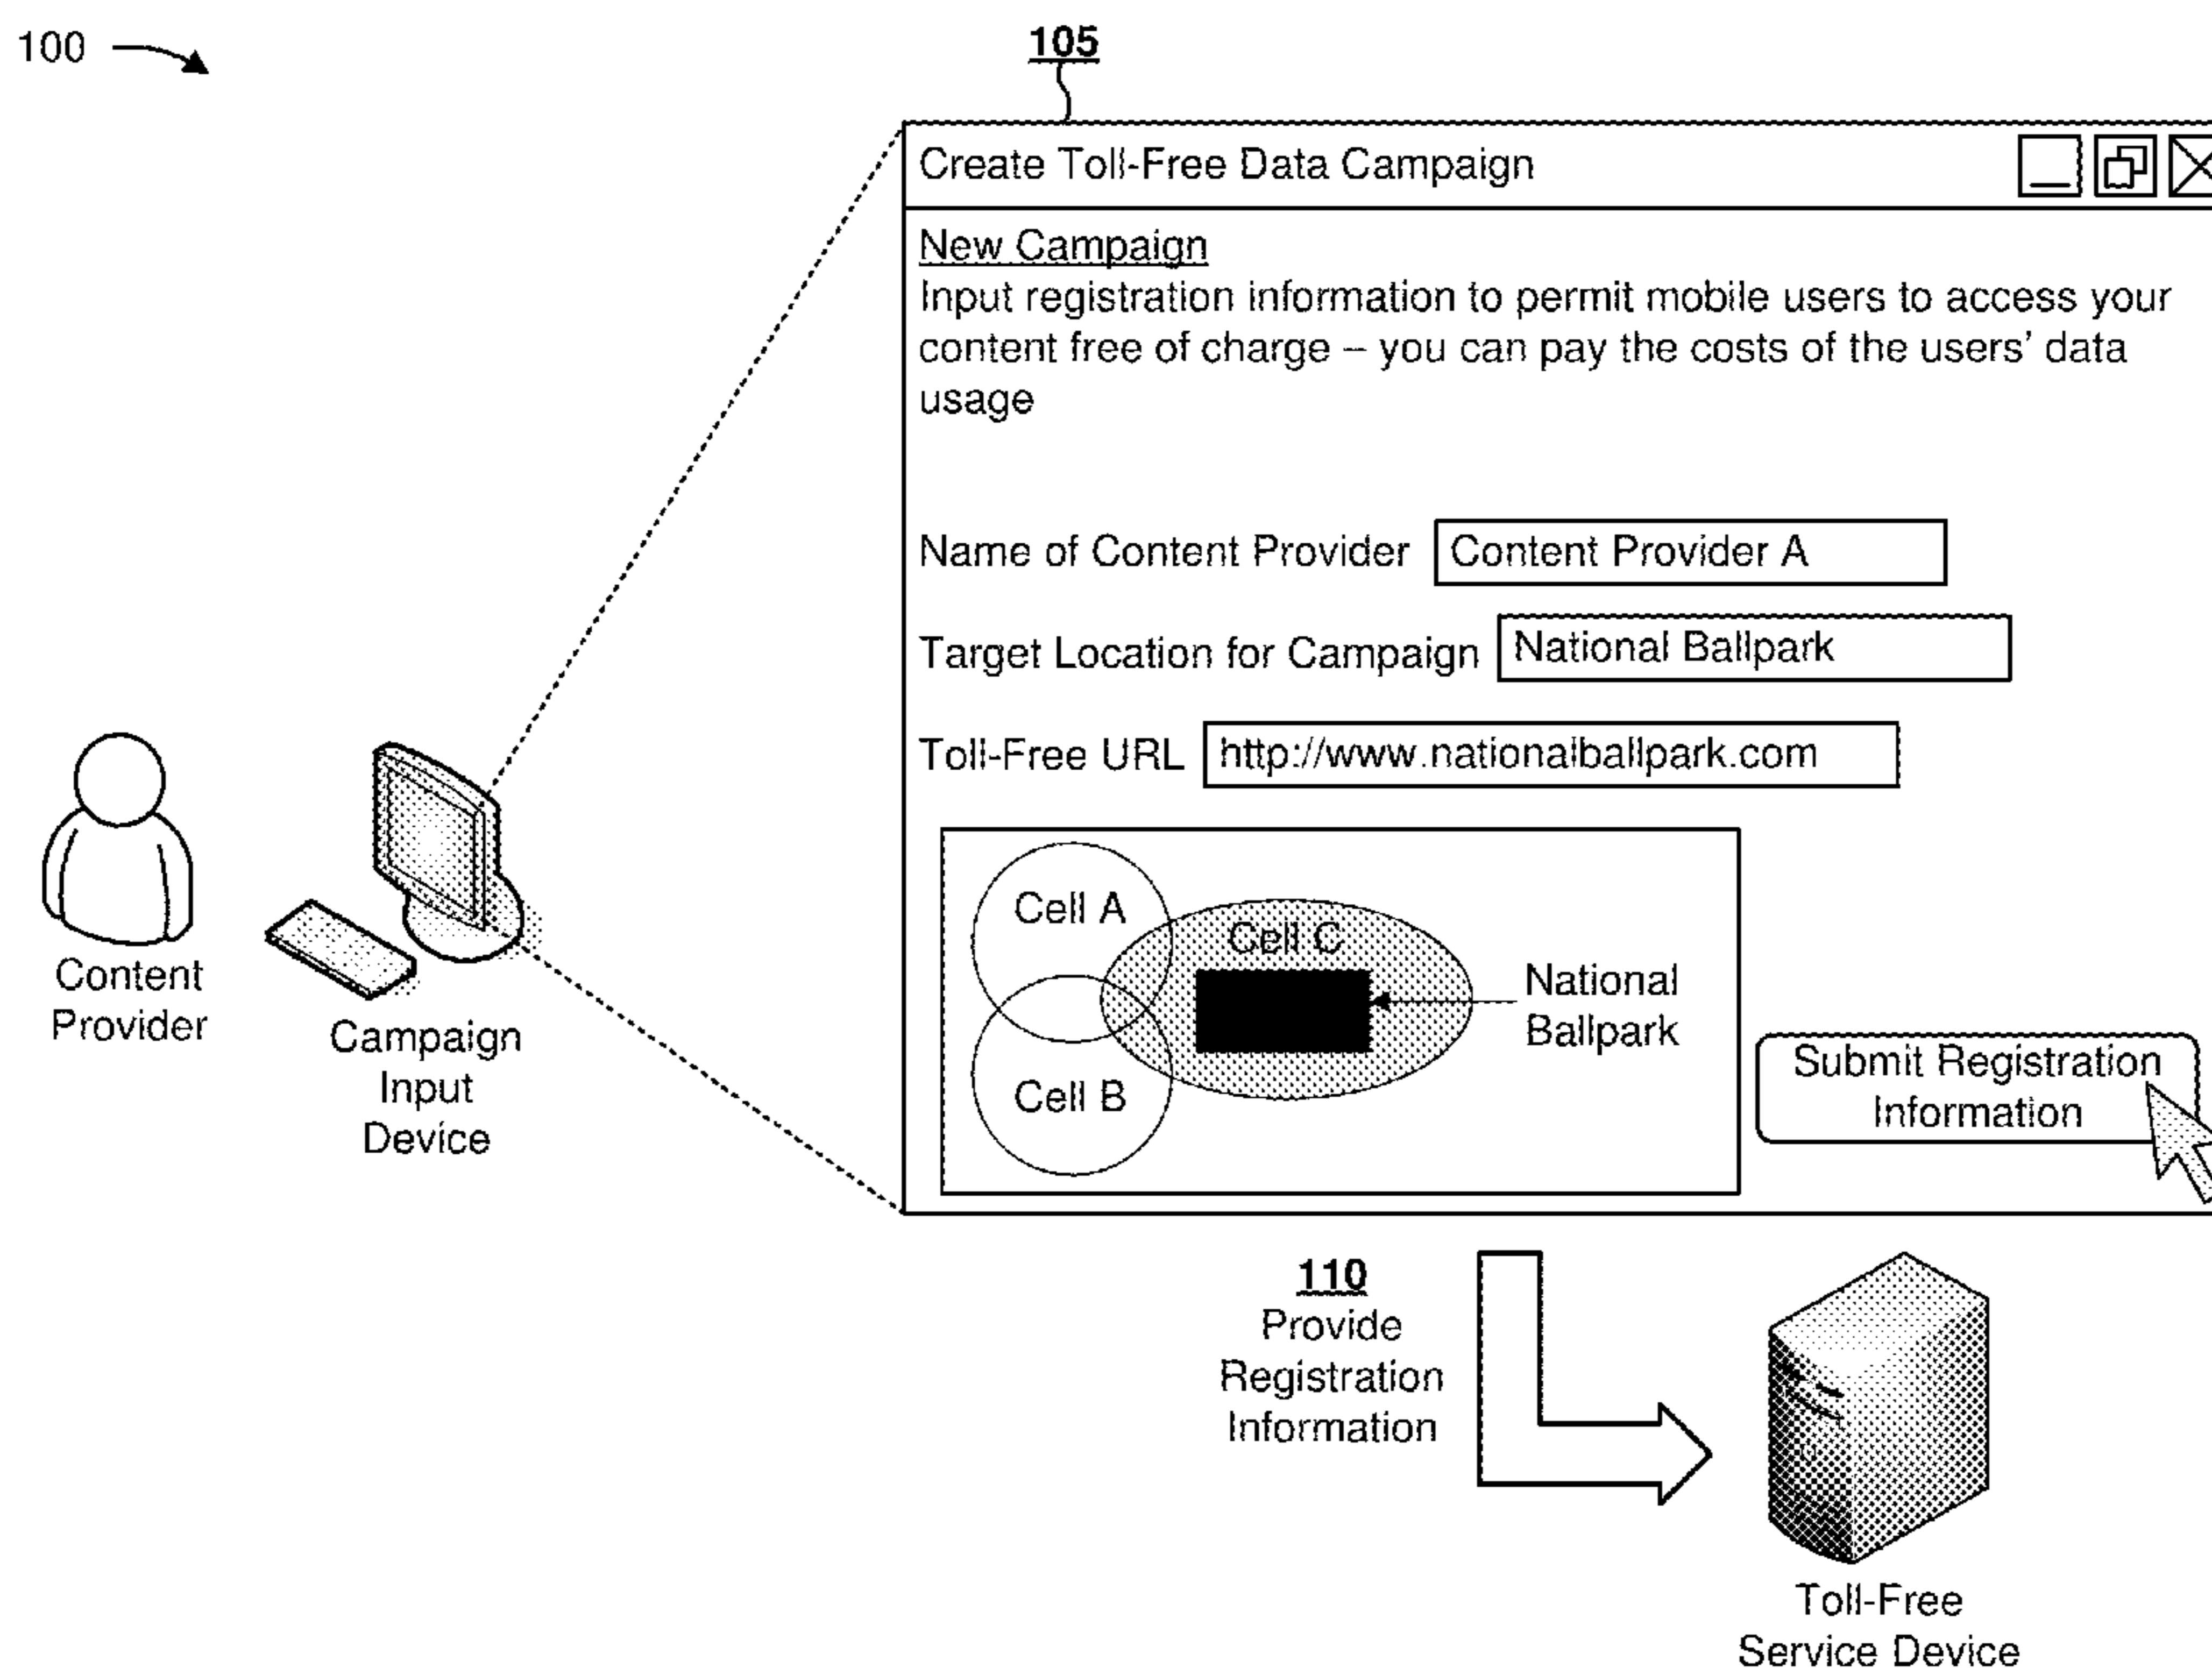 100
105
Create Toll-Free Data Campaign
New Campaign
Input registration information to permit mobile users to access your
content free of charge – you can pay the costs of the users’ data
usage
Name of Content Provider Content Provider A
Target Location for Campaign National Ballpark
Toll-Free URL http://www.nationalballpark.com
Cell A
Cell C
Cell B
National
Ballpark
Submit Registration
Information
Content
Provider
Campaign
Input
Device
110
Provide
Registration
Information
Toll-Free
Service Device